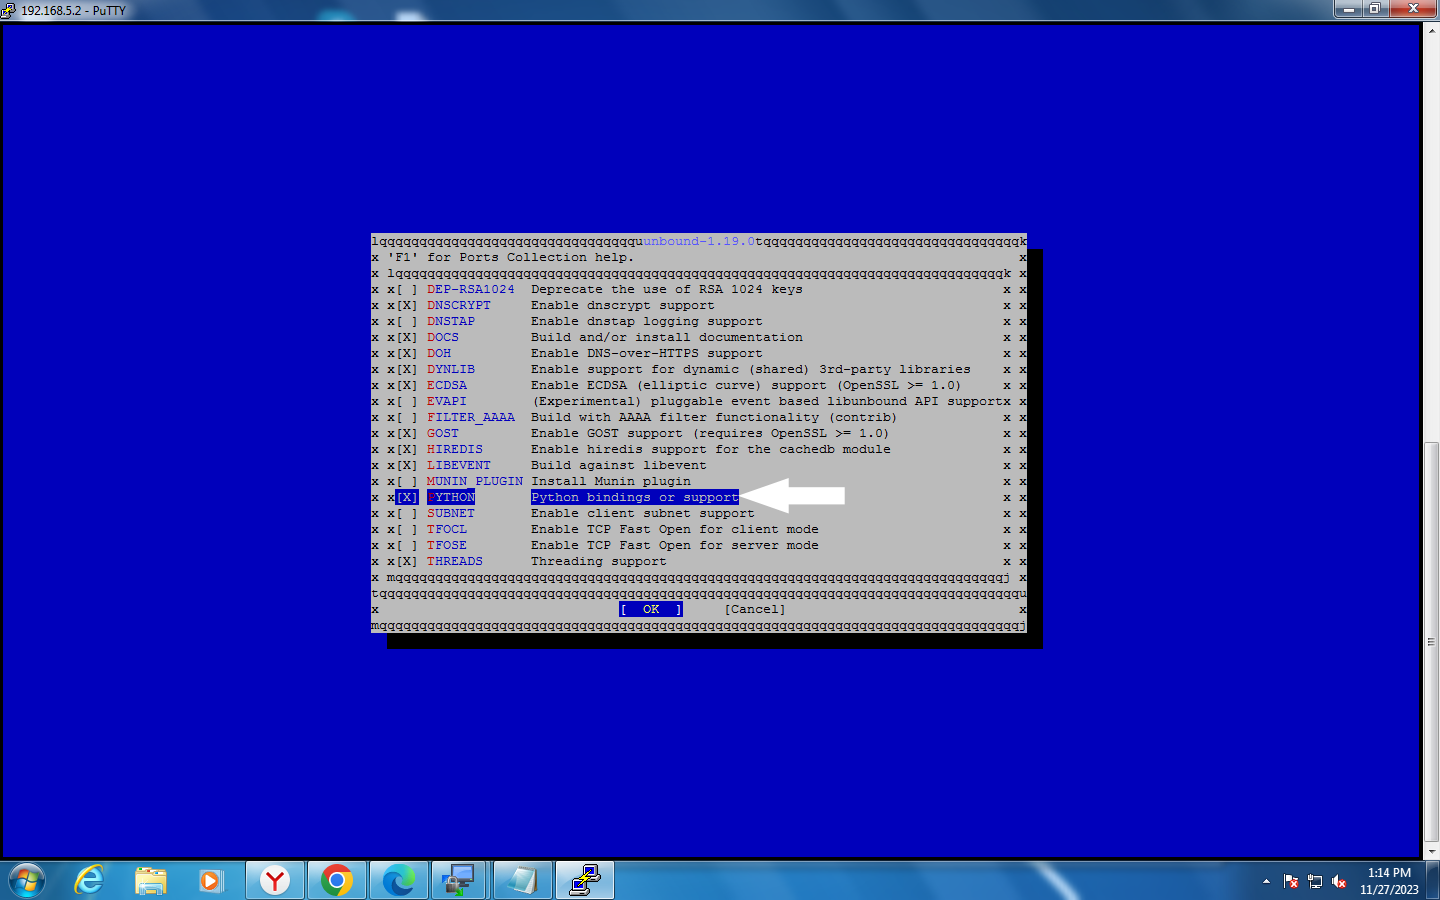 192.168.5.2 - PuTTY
lqqqqqqqqqqqqqqqqqqqqqqqqqqqqqqqqquunbound-1.19.0tqqqqqqqqqqqqqqqqqqqqqqqqqqqqqqqqk
x 'F1' for Ports Collection help. x
x lqqqqqqqqqqqqqqqqqqqqqqqqqqqqqqqqqqqqqqqqqqqqqqqqqqqqqqqqqqqqqqqqqqqqqqqqqqqqk x
x x[ ] DEP-RSA1024 Deprecate the use of RSA 1024 keys x x
x x[X] DNSCRYPT Enable dnscrypt support x x
x x[ ] DNSTAP Enable dnstap logging support x x
x x[X] DOCS Build and/or install documentation x x
x x[X] DOH Enable DNS-over-HTTPS support x x
x x[X] DYNLIB Enable support for dynamic (shared) 3rd-party libraries x x
x x[X] ECDSA Enable ECDSA (elliptic curve) support (OpenSSL >= 1.0) x x
x x[ ] EVAPI (Experimental) pluggable event based libunbound API supportx x
x x[ ] FILTER_AAAA Build with AAAA filter functionality (contrib) x x
x x[X] GOST Enable GOST support (requires OpenSSL >= 1.0) x x
x x[X] HIREDIS Enable hiredis support for the cachedb module x x
x x[X] LIBEVENT Build against libevent x x
x x[ ] MUNIN_PLUGIN Install Munin plugin x x
x x[X] PYTHON Python bindings or support x x
x x[ ] SUBNET Enable client subnet support x x
x x[ ] TFOCL Enable TCP Fast Open for client mode x x
x x[ ] TFOSE Enable TCP Fast Open for server mode x x
x x[X] THREADS Threading support x x
x mqqqqqqqqqqqqqqqqqqqqqqqqqqqqqqqqqqqqqqqqqqqqqqqqqqqqqqqqqqqqqqqqqqqqqqqqqqqqj x
tqqqqqqqqqqqqqqqqqqqqqqqqqqqqqqqqqqqqqqqqqqqqqqqqqqqqqqqqqqqqqqqqqqqqqqqqqqqqqqqqu
x [ OK ] [Cancel] x
mqqqqqqqqqqqqqqqqqqqqqqqqqqqqqqqqqqqqqqqqqqqqqqqqqqqqqqqqqqqqqqqqqqqqqqqqqqqqqqqqj
1:14 PM
11/27/2023